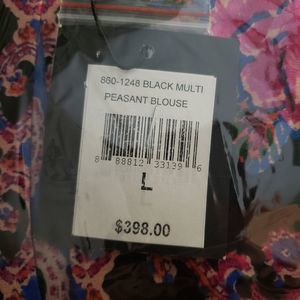 860-1248 BLACK MULTI
PEASANT BLOUSE
8 88812 33139 6
L
$398.00